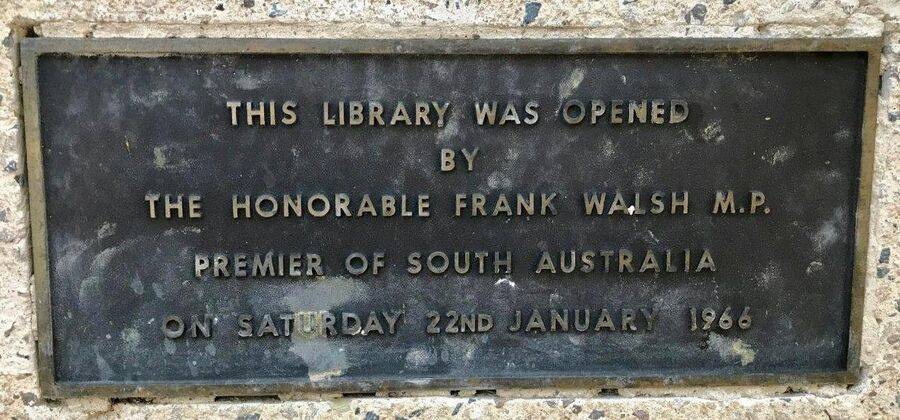 THIS LIBRARY WAS OPENED
BY
THE HONORABLE FRANK WALSH M.P.
PREMIER OF SOUTH AUSTRALIA
ON SATURDAY 22ND JANUARY 1966